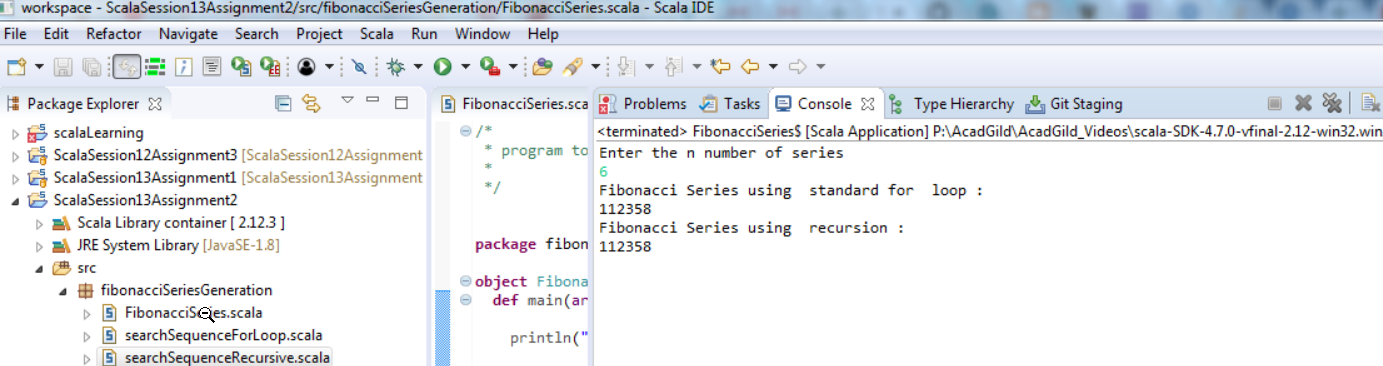 workspace - ScalaSession13Assignment2/src/fibonacciSeriesGeneration/FibonacciSeries.scala - Scala IDE
File Edit Refactor Navigate Search Project Scala Run Window Help
Package Explorer
scalaLearning
ScalaSession12Assignment3 [ScalaSession12Assignment
ScalaSession13Assignment1 [ScalaSession13Assignment
ScalaSession13Assignment2
Scala Library container [ 2.12.3 ]
JRE System Library [JavaSE-1.8]
src
fibonacciSeriesGeneration
FibonacciSeries.scala
searchSequenceForLoop.scala
searchSequenceRecursive.scala
FibonacciSeries.sca
/*
* program to
*
*/
package fibon
object Fibona
def main(ar
println("
Problems Tasks Console Type Hierarchy Git Staging
<terminated> FibonacciSeries$ [Scala Application] P:\AcadGild\AcadGild_Videos\scala-SDK-4.7.0-vfinal-2.12-win32.win
Enter the n number of series
6
Fibonacci Series using  standard for  loop :
112358
Fibonacci Series using  recursion :
112358